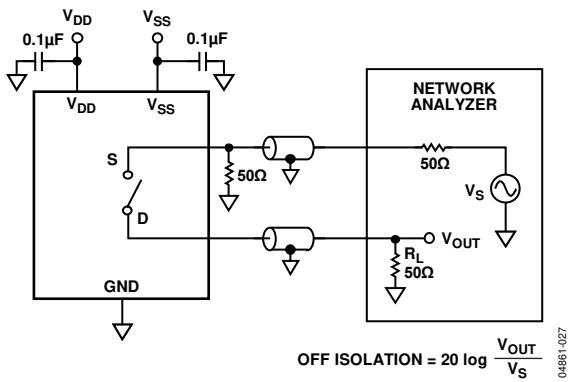 VDD
VSS
0.1µF
0.1µF
VDD
VSS
NETWORK
ANALYZER
S
50Ω
50Ω
VS
D
VOUT
RL
50Ω
GND
OFF ISOLATION = 20 log VOUT
VS
04861-027